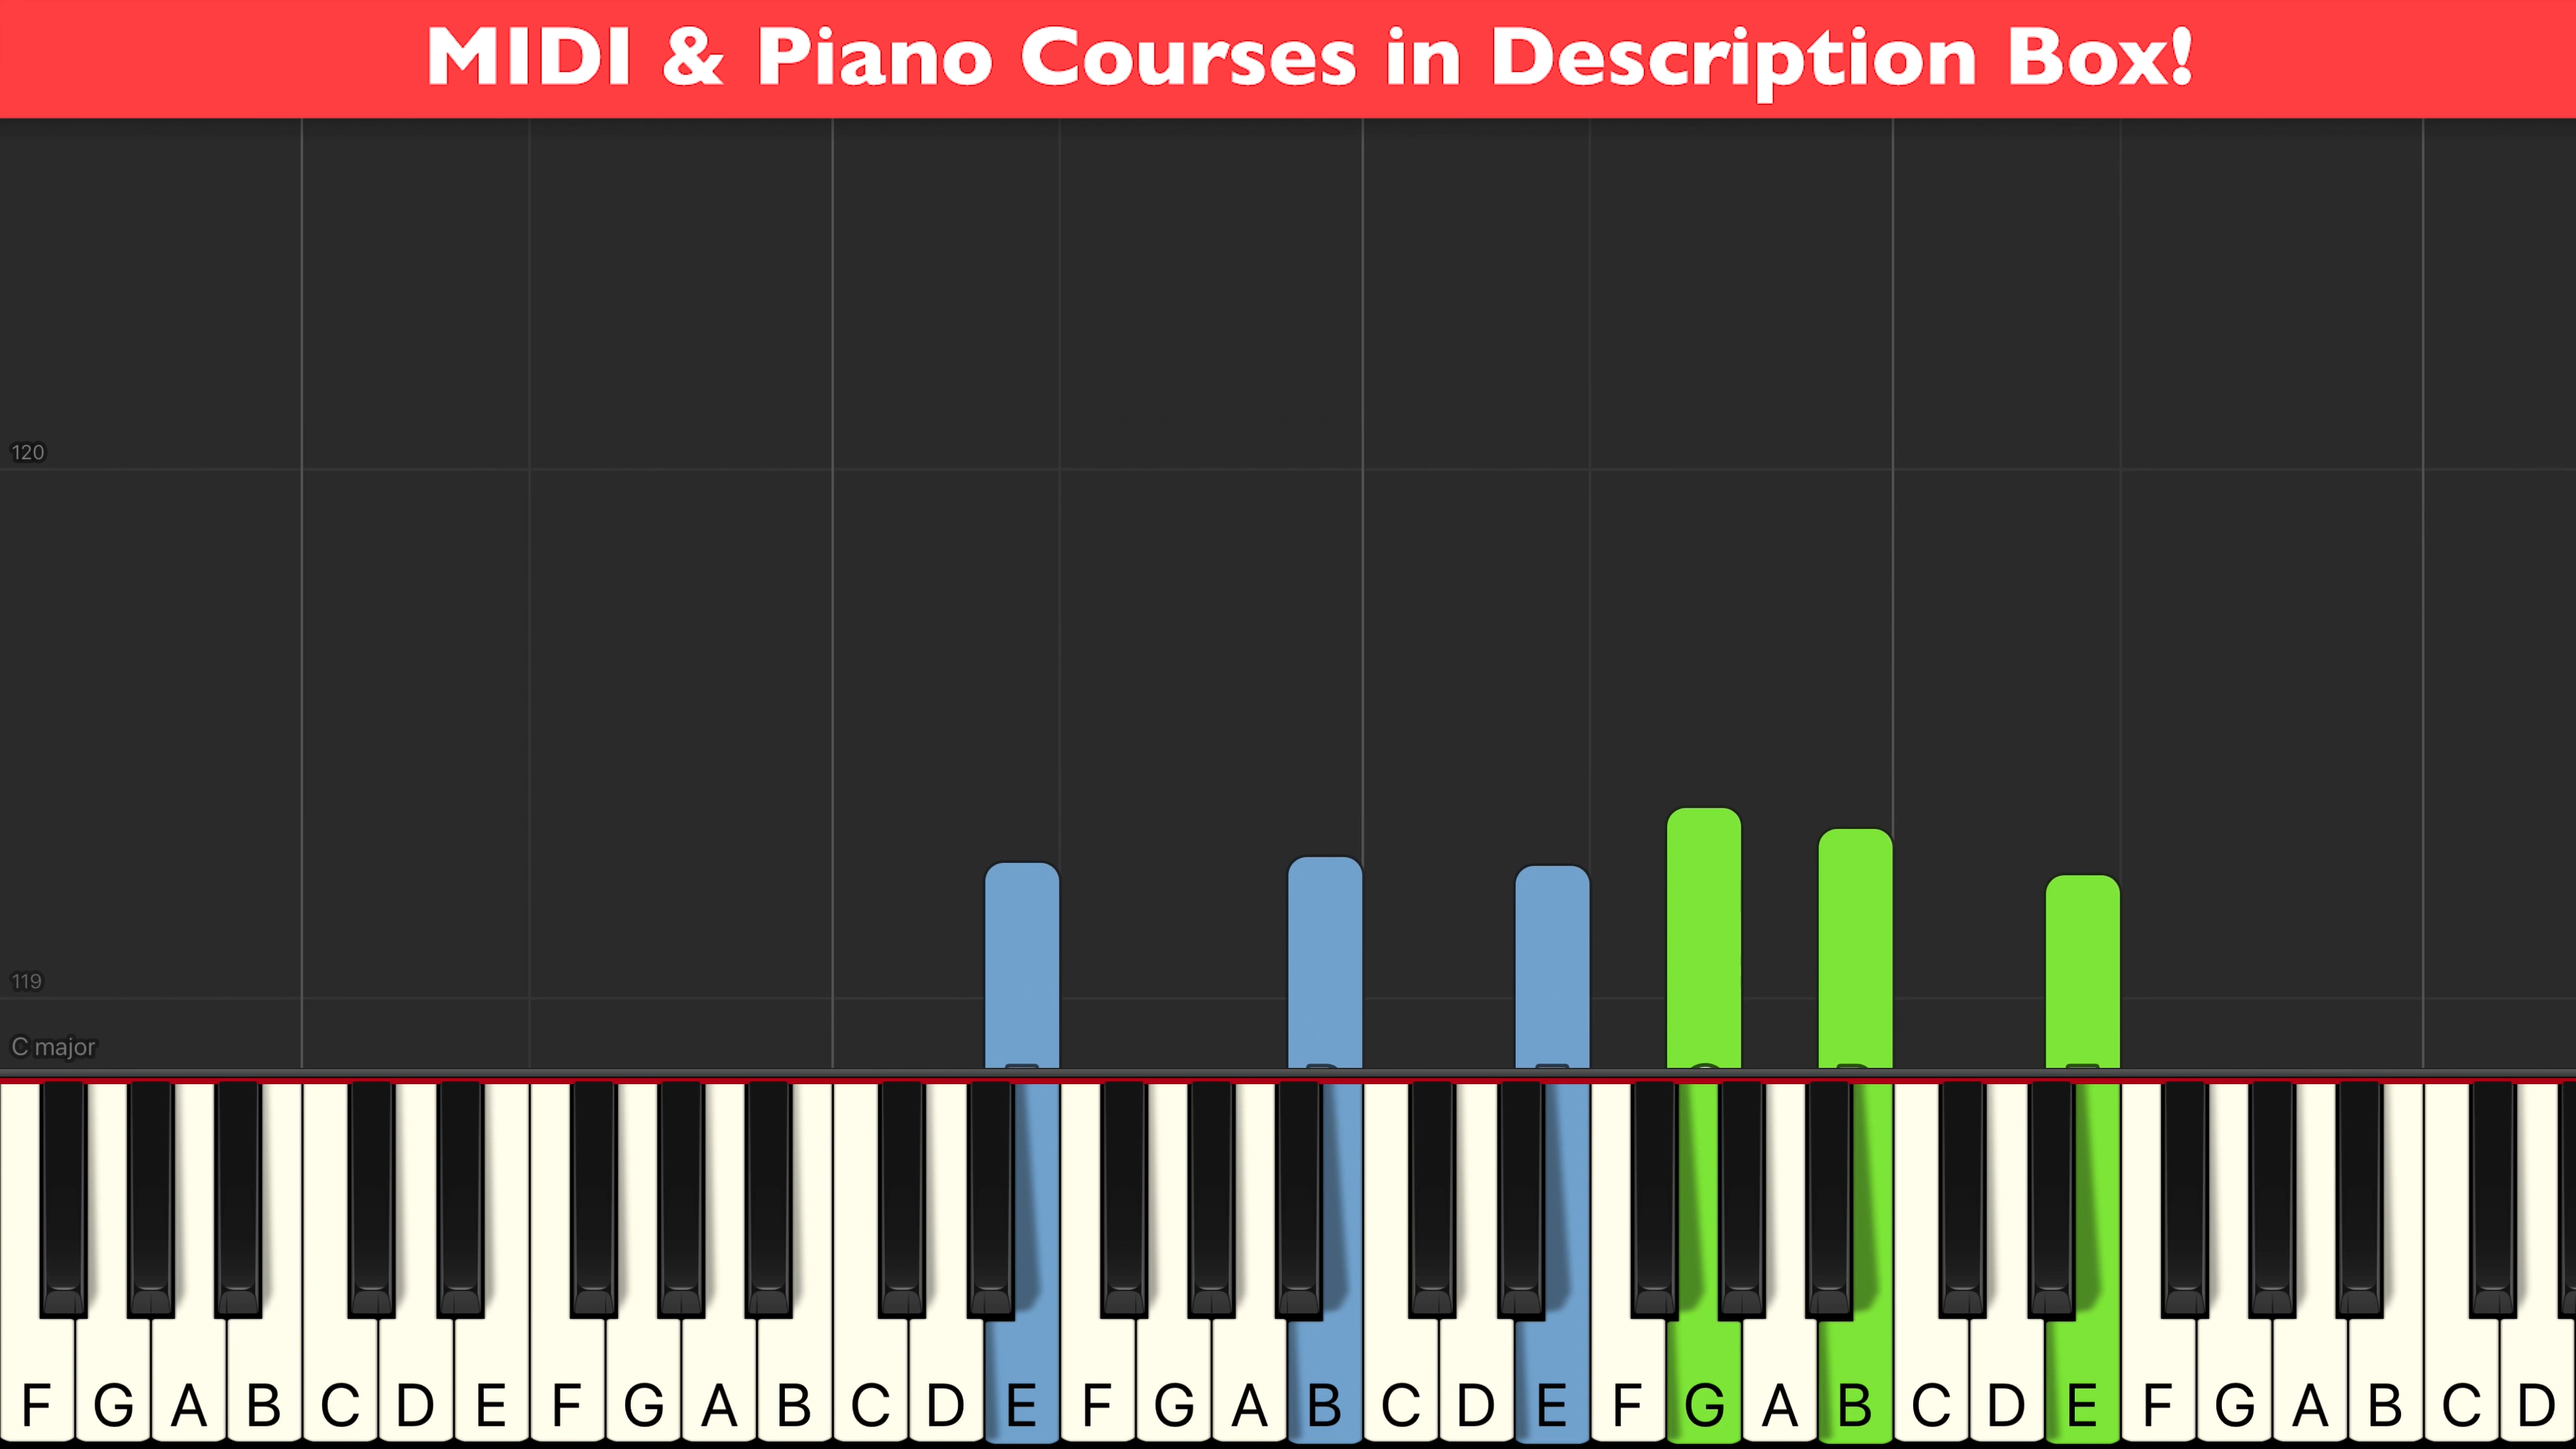 MIDI & Piano Courses in Description Box!
120
119
C major
F G A B C D E F G A B C D E F G A B C D E F G A B C D E F G A B C D